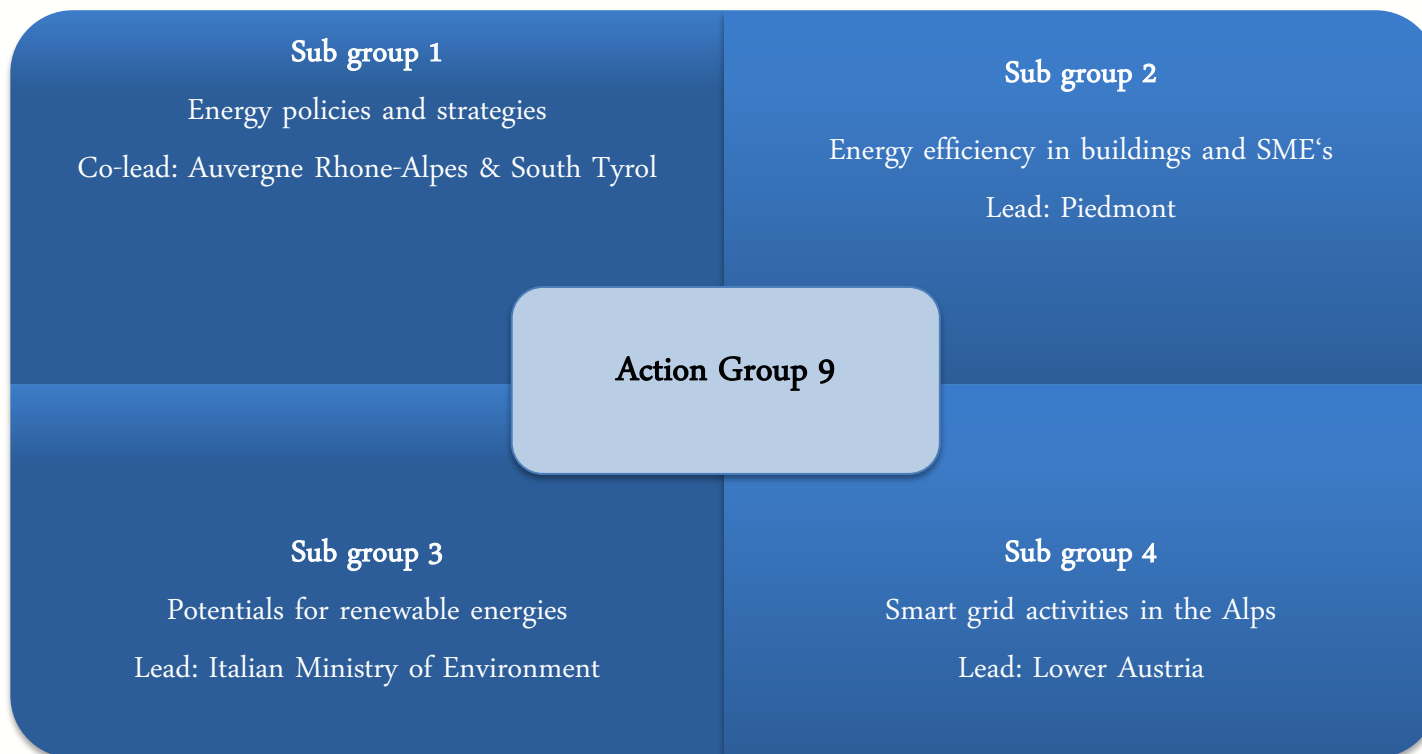 Sub group 1
Energy policies and strategies
Co-lead: Auvergne Rhone-Alpes & South Tyrol
Sub group 2
Energy efficiency in buildings and SME‘s
Lead: Piedmont
Action Group 9
Sub group 3
Potentials for renewable energies
Lead: Italian Ministry of Environment
Sub group 4
Smart grid activities in the Alps
Lead: Lower Austria